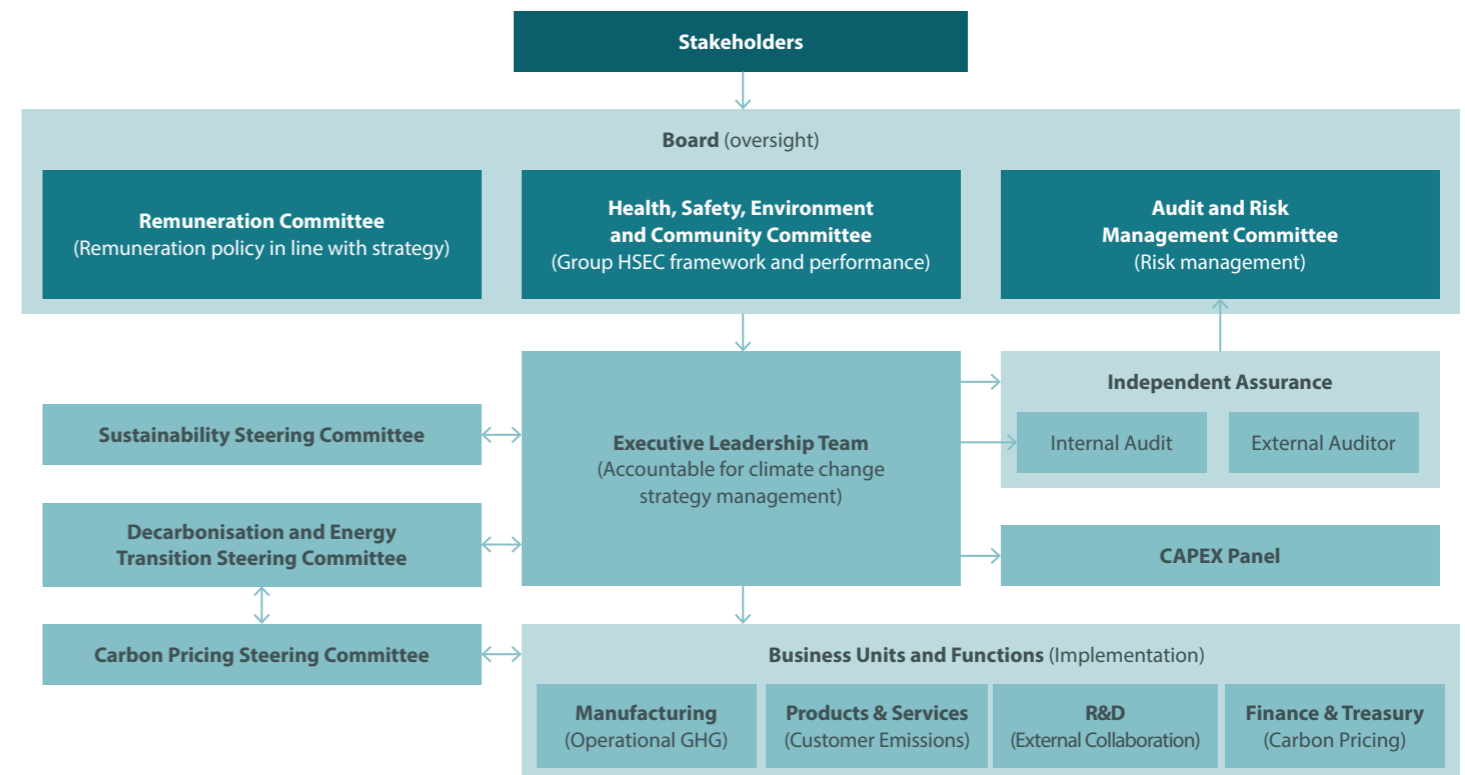 Stakeholders
Board (oversight)
Remuneration Committee
(Remuneration policy in line with strategy)
Health, Safety, Environment
and Community Committee
(Group HSEC framework and performance)
Audit and Risk
Management Committee
(Risk management)
Sustainability Steering Committee
Decarbonisation and Energy
Transition Steering Committee
Carbon Pricing Steering Committee
Executive Leadership Team
(Accountable for climate change
strategy management)
Independent Assurance
Internal Audit
External Auditor
CAPEX Panel
Business Units and Functions (Implementation)
Manufacturing
(Operational GHG)
Products & Services
(Customer Emissions)
R&D
(External Collaboration)
Finance & Treasury
(Carbon Pricing)